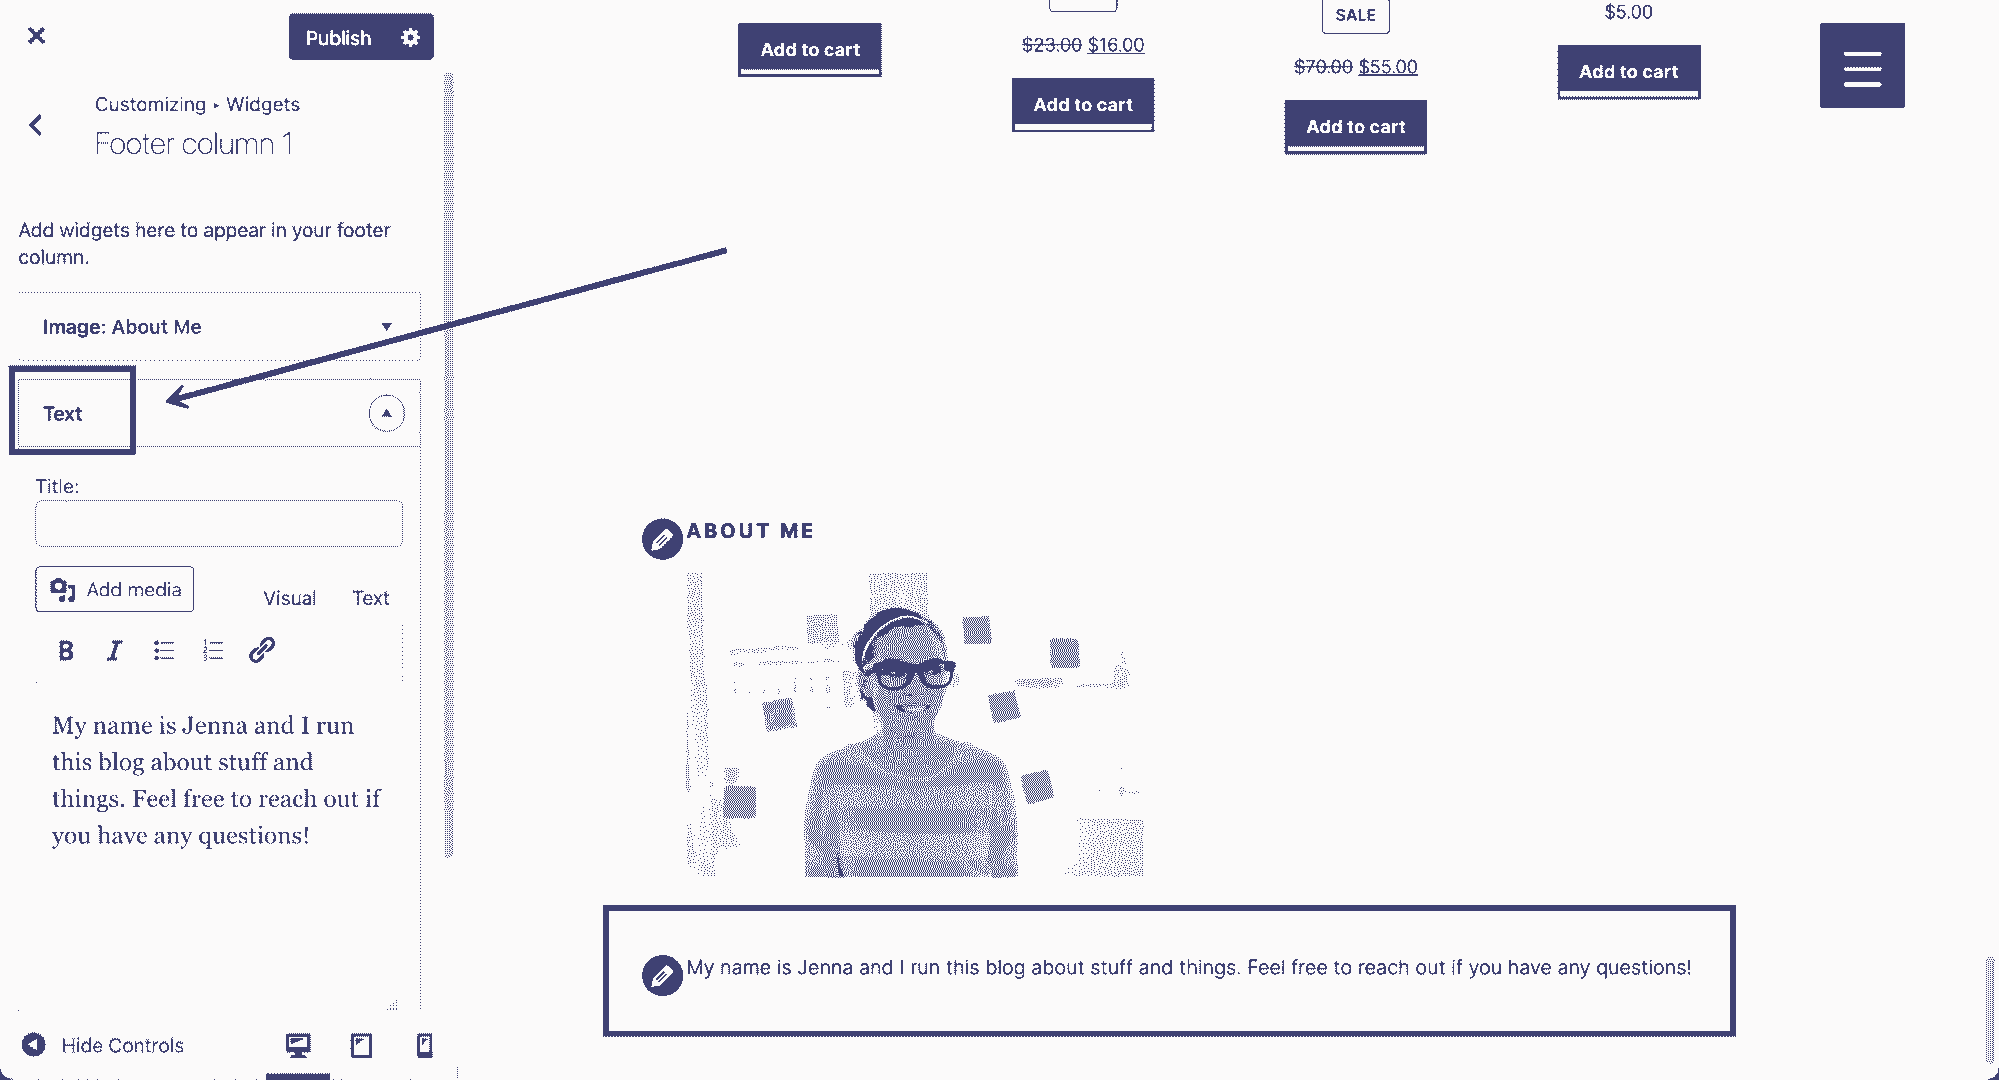 Publish
Customizing ▸ Widgets
Footer column 1
Add widgets here to appear in your footer
column.
Image: About Me
Text
Title:
Add media
Visual
Text
B I
My name is Jenna and I run
this blog about stuff and
things. Feel free to reach out if
you have any questions!
Hide Controls
Add to cart
$23.00 $16.00
Add to cart
SALE
$70.00 $55.00
Add to cart
$5.00
Add to cart
ABOUT ME
My name is Jenna and I run this blog about stuff and things. Feel free to reach out if you have any questions!